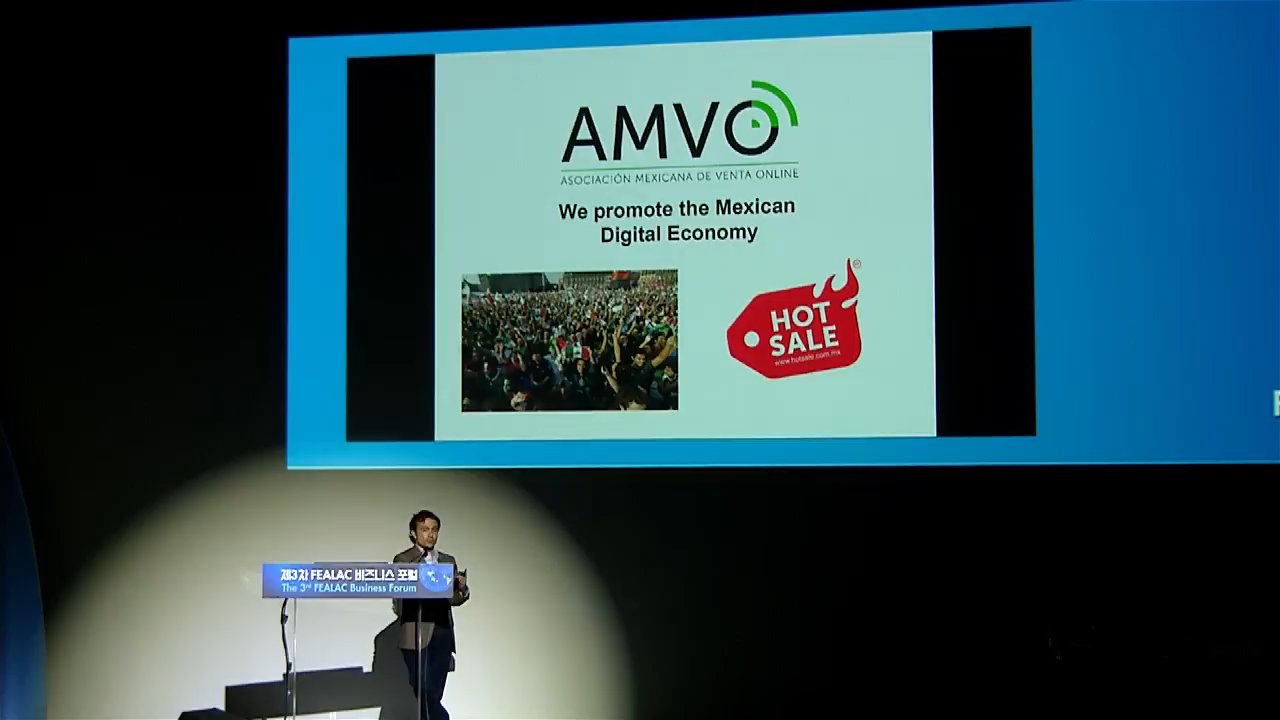 AMVO
ASOCIACIÓN MEXICANA DE VENTA ONLINE
We promote the Mexican
Digital Economy
HOT
SALE
www.hotsale.com.mx
제3차 FEALAC 비즈니스 포럼
The 3rd FEALAC Business Forum